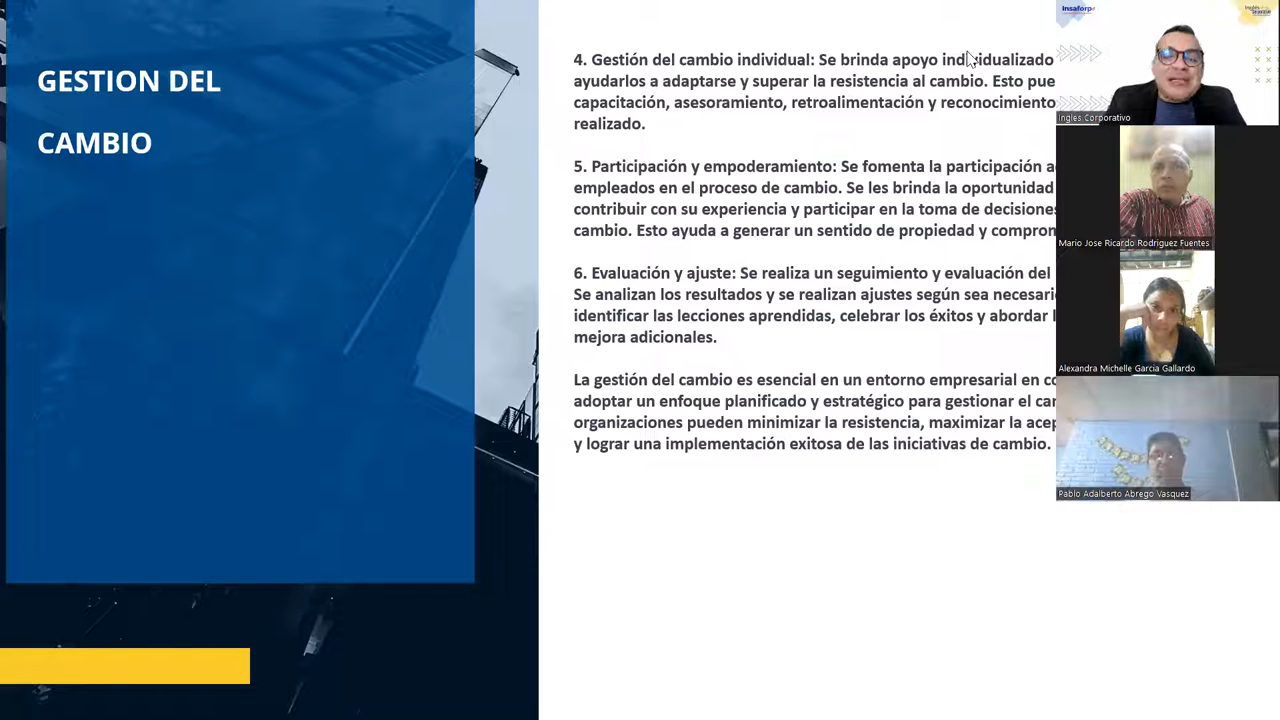 GESTION DEL
CAMBIO
4. Gestión del cambio individual: Se brinda apoyo individualizado
ayudarlos a adaptarse y superar la resistencia al cambio. Esto pue
capacitación, asesoramiento, retroalimentación y reconocimiento
realizado.
5. Participación y empoderamiento: Se fomenta la participación a
empleados en el proceso de cambio. Se les brinda la oportunidad
contribuir con su experiencia y participar en la toma de decisiones
cambio. Esto ayuda a generar un sentido de propiedad y comprom
6. Evaluación y ajuste: Se realiza un seguimiento y evaluación del
Se analizan los resultados y se realizan ajustes según sea necesari
identificar las lecciones aprendidas, celebrar los éxitos y abordar l
mejora adicionales.
La gestión del cambio es esencial en un entorno empresarial en co
adoptar un enfoque planificado y estratégico para gestionar el ca
organizaciones pueden minimizar la resistencia, maximizar la acep
y lograr una implementación exitosa de las iniciativas de cambio.
Insaforp
Ingles Corporativo
Mario Jose Ricardo Rodriguez Fuentes
Alexandra Michelle Garcia Gallardo
Pablo Adalberto Abrego Vasquez